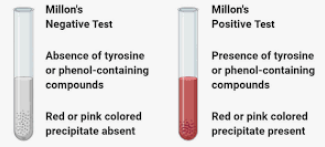 Millon's
Negative Test
Absence of tyrosine
or phenol-containing
compounds
Red or pink colored
precipitate absent
Millon's
Positive Test
Presence of tyrosine
or phenol-containing
compounds
Red or pink colored
precipitate present